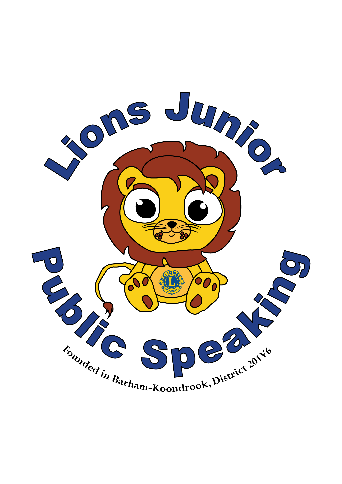 Lions Junior
Public Speaking
Founded in Barham-Koondrook, District 201V6